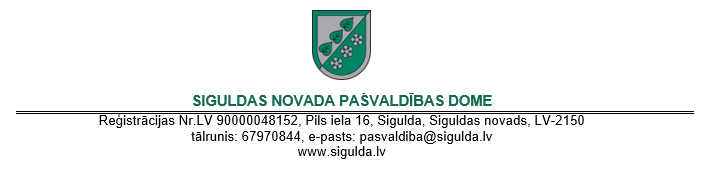 SIGULDAS NOVADA PAŠVALDĪBAS DOME
Reģistrācijas Nr.LV 90000048152, Pils iela 16, Sigulda, Siguldas novads, LV-2150
tālrunis: 67970844, e-pasts: pasvaldiba@sigulda.lv
www.sigulda.lv